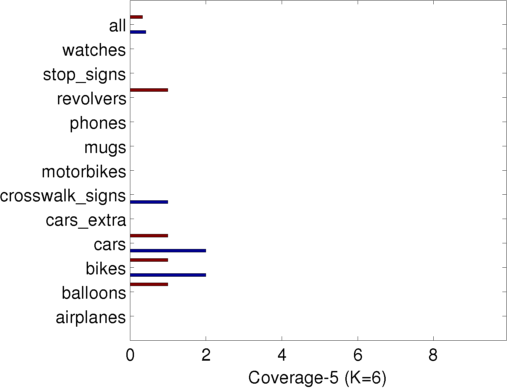 all
watches
stop_signs
revolvers
phones
mugs
motorbikes
crosswalk_signs
cars_extra
cars
bikes
balloons
airplanes
0 2 4 6 8
Coverage-5 (K=6)